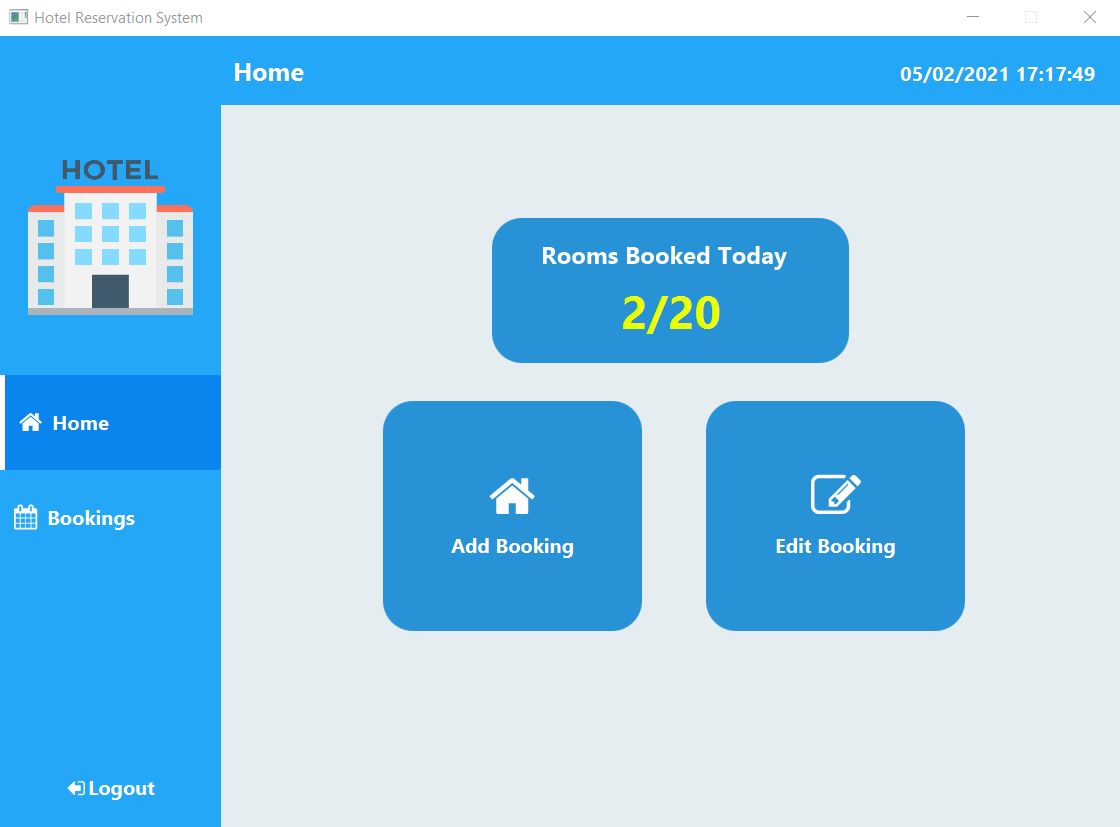 Hotel Reservation System
Home
05/02/2021 17:17:49
HOTEL
Home
Bookings
Logout
Rooms Booked Today
2/20
Add Booking
Edit Booking